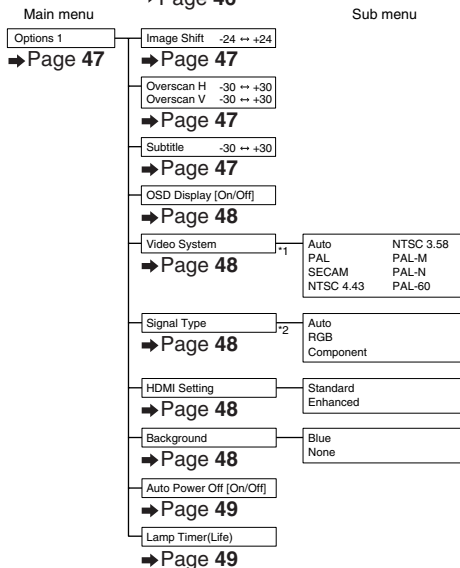 Main menu
Sub menu
Options 1
➡Page 47
Image Shift -24 ↔ +24
➡Page 47
Overscan H -30 ↔ +30
Overscan V -30 ↔ +30
➡Page 47
Subtitle -30 ↔ +30
➡Page 47
OSD Display [On/Off]
➡Page 48
Video System
*1
➡Page 48
Auto NTSC 3.58
PAL PAL-M
SECAM PAL-N
NTSC 4.43 PAL-60
Signal Type
*2
➡Page 48
Auto
RGB
Component
HDMI Setting
➡Page 48
Standard
Enhanced
Background
➡Page 48
Blue
None
Auto Power Off [On/Off]
➡Page 49
Lamp Timer(Life)
➡Page 49